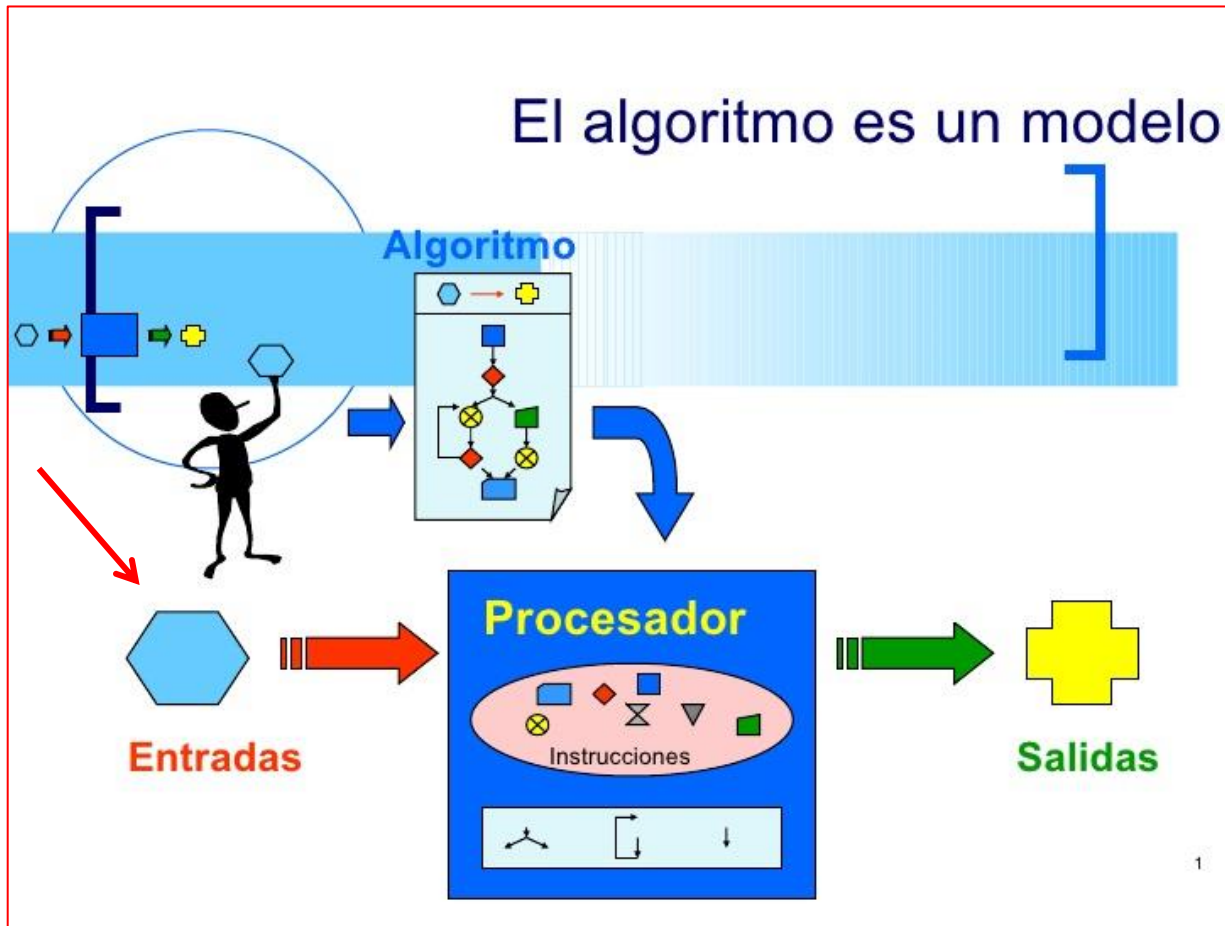 El algoritmo es un modelo
Algoritmo
Procesador
Instrucciones
Entradas
Salidas
1